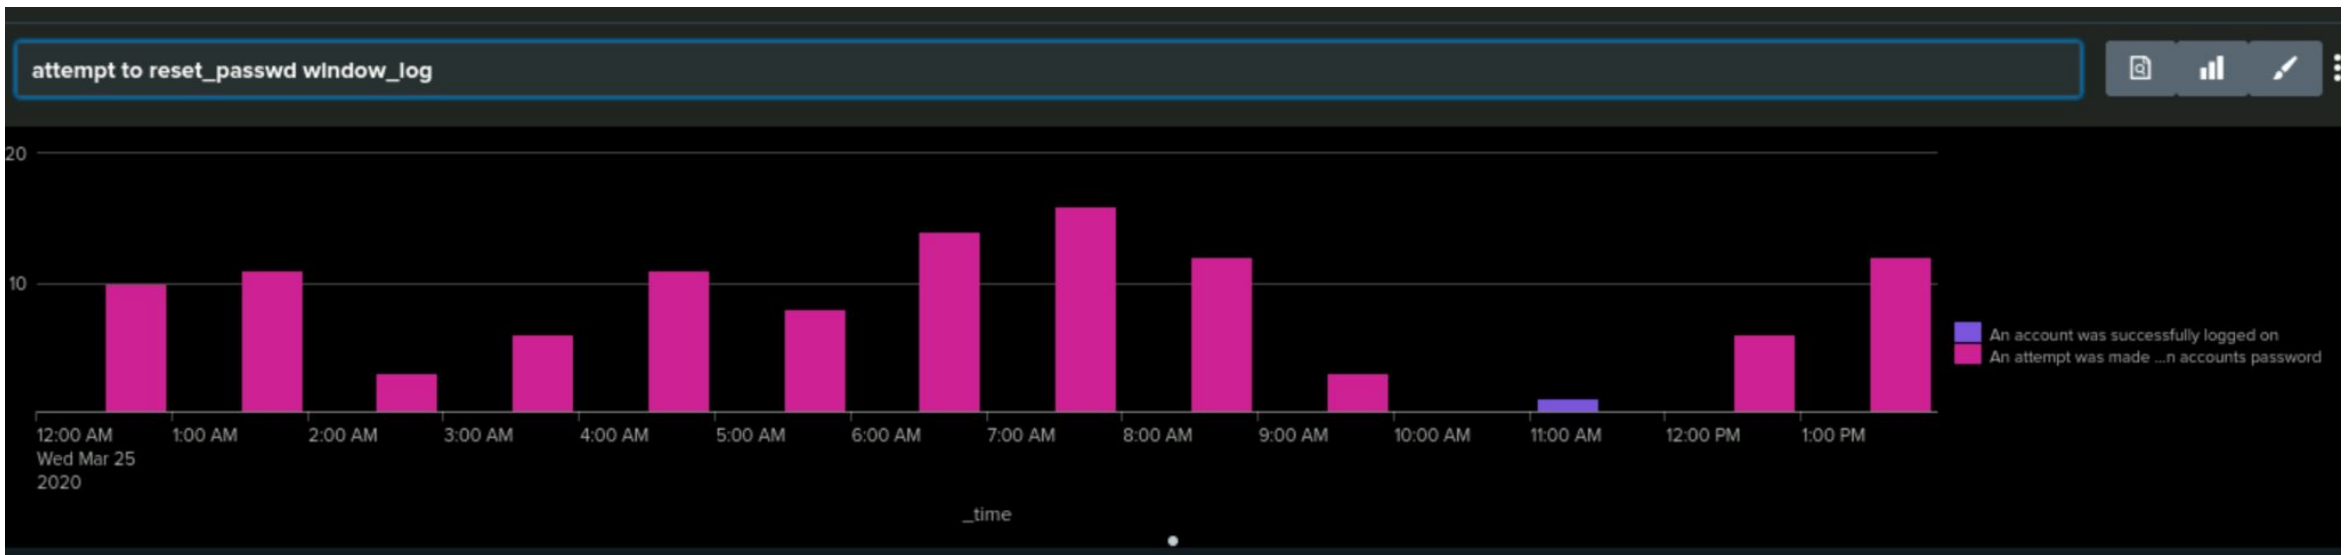 attempt to reset_passwd window_log
20
10
An account was successfully logged on
An attempt was made ...n accounts password
12:00 AM 1:00 AM 2:00 AM 3:00 AM 4:00 AM 5:00 AM 6:00 AM 7:00 AM 8:00 AM 9:00 AM 10:00 AM 11:00 AM 12:00 PM 1:00 PM
Wed Mar 25
2020
_time